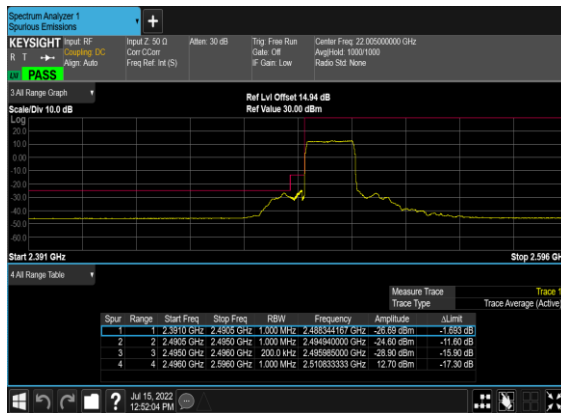 Spectrum Analyzer 1
Spurious Emissions
+
KEYSIGHT Input: RF Input Z: 50 Ω Atten: 30 dB Trig: Free Run Center Freq: 22.005000000 GHz
R T Coupling: DC Corr CCorr Gate: Off Avg|Hold: 1000/1000
Align: Auto Freq Ref: Int (S) IF Gain: Low Radio Std: None
PASS
3 All Range Graph
Ref Lvl Offset 14.94 dB
Scale/Div 10.0 dB Ref Value 30.00 dBm
Log
20.0
10.0
0.00
-10.0
-20.0
-30.0
-40.0
-50.0
-60.0
Start 2.391 GHz Stop 2.596 GH
4 All Range Table
Measure Trace Trace 1
Trace Type Trace Average (Active)
Spur Range Start Freq Stop Freq RBW Frequency Amplitude ΔLimit
1 1 2.3910 GHz 2.4905 GHz 1.000 MHz 2.488344167 GHz -26.69 dBm -1.693 dB
2 2 2.4905 GHz 2.4950 GHz 1.000 MHz 2.494940000 GHz -24.60 dBm -11.60 dB
3 3 2.4950 GHz 2.4960 GHz 200.0 kHz 2.495985000 GHz -28.90 dBm -15.90 dB
4 4 2.4960 GHz 2.5960 GHz 1.000 MHz 2.510833333 GHz 12.70 dBm -17.30 dB
? Jul 15, 2022
12:52:04 PM